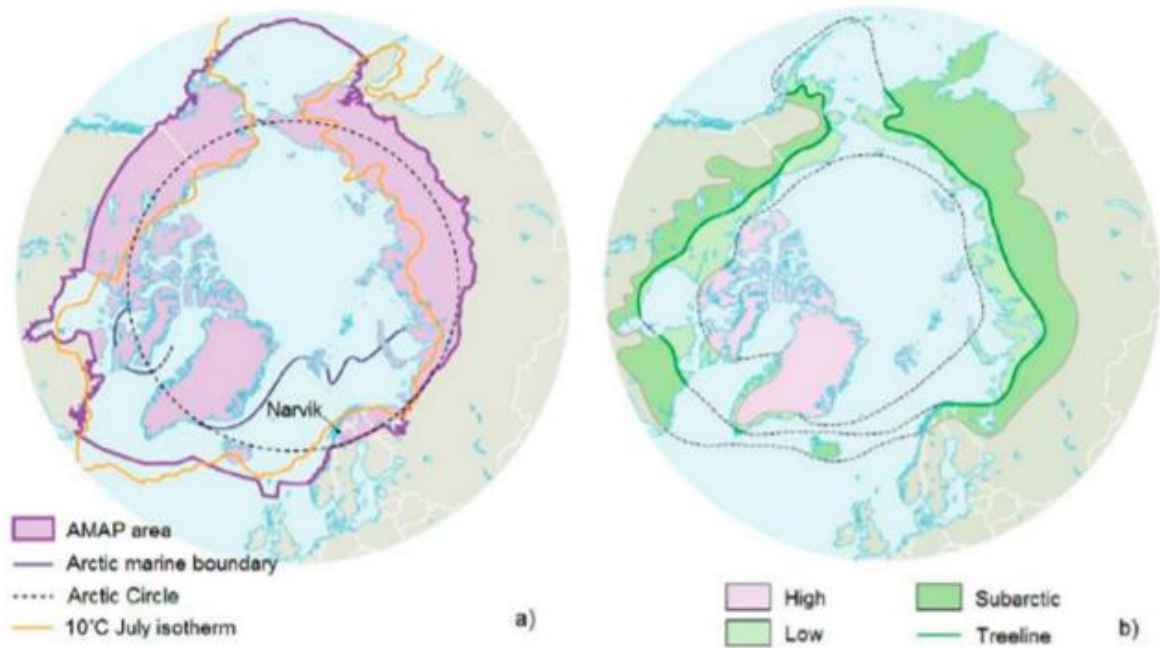 Narvik
AMAP area
Arctic marine boundary
Arctic Circle
10°C July isotherm
a)
High
Low
Subarctic
Treeline
b)